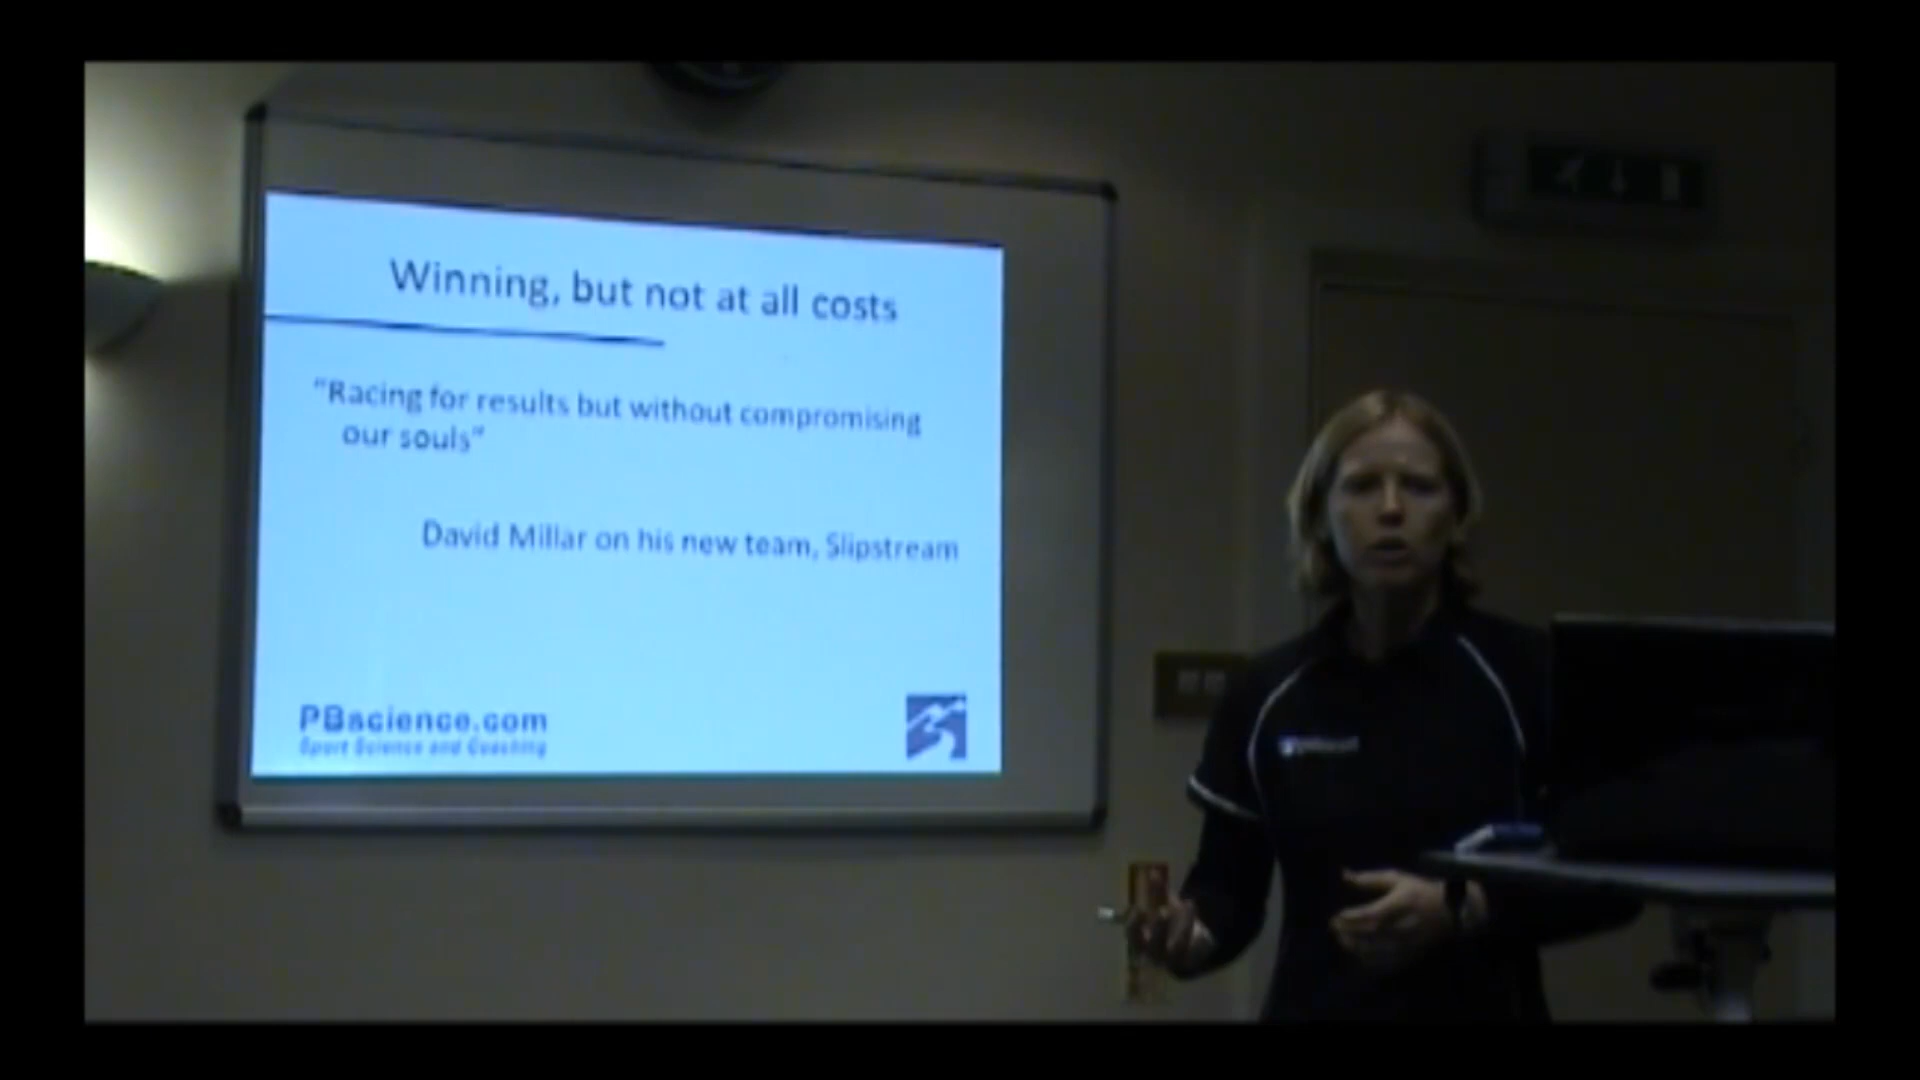 Winning, but not at all costs
"Racing for results but without compromising
our souls"
David Millar on his new team, Slipstream
PBscience.com
Sport Science and Coaching